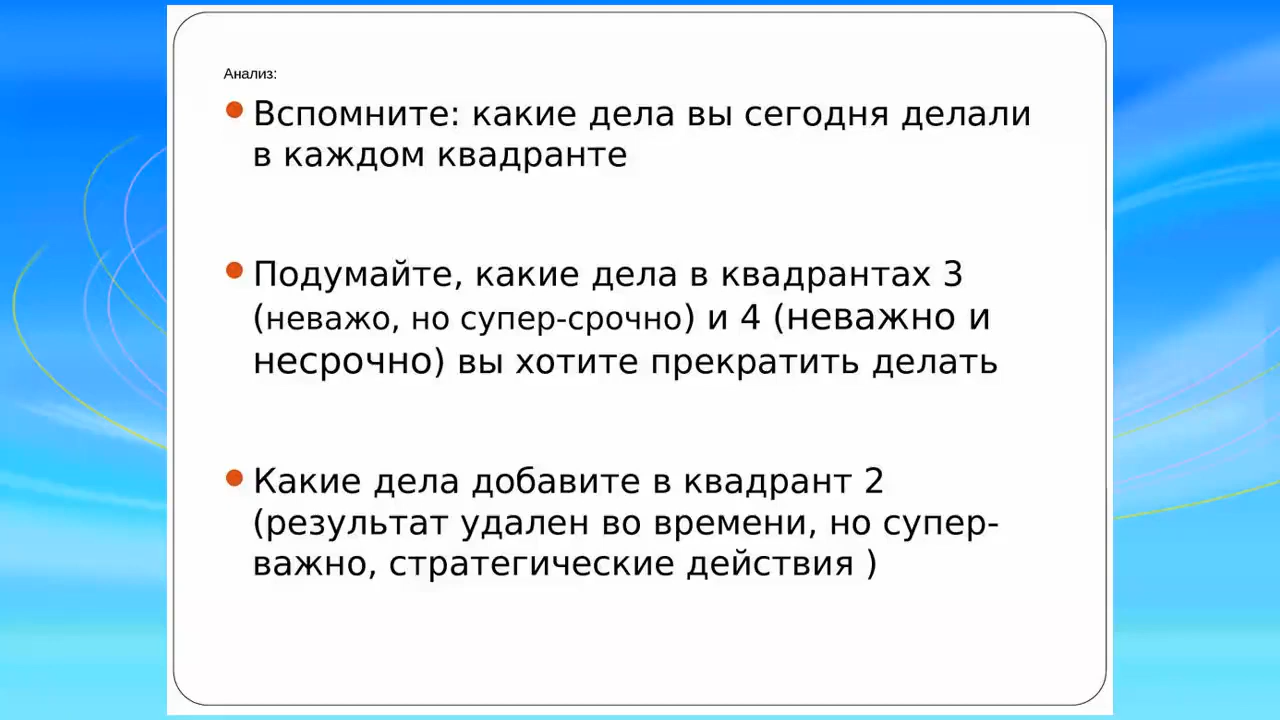 Анализ:
Вспомните: какие дела вы сегодня делали
в каждом квадранте
Подумайте, какие дела в квадрантах 3
(неважо, но супер-срочно) и 4 (неважно и
несрочно) вы хотите прекратить делать
Какие дела добавите в квадрант 2
(результат удален во времени, но супер-
важно, стратегические действия )